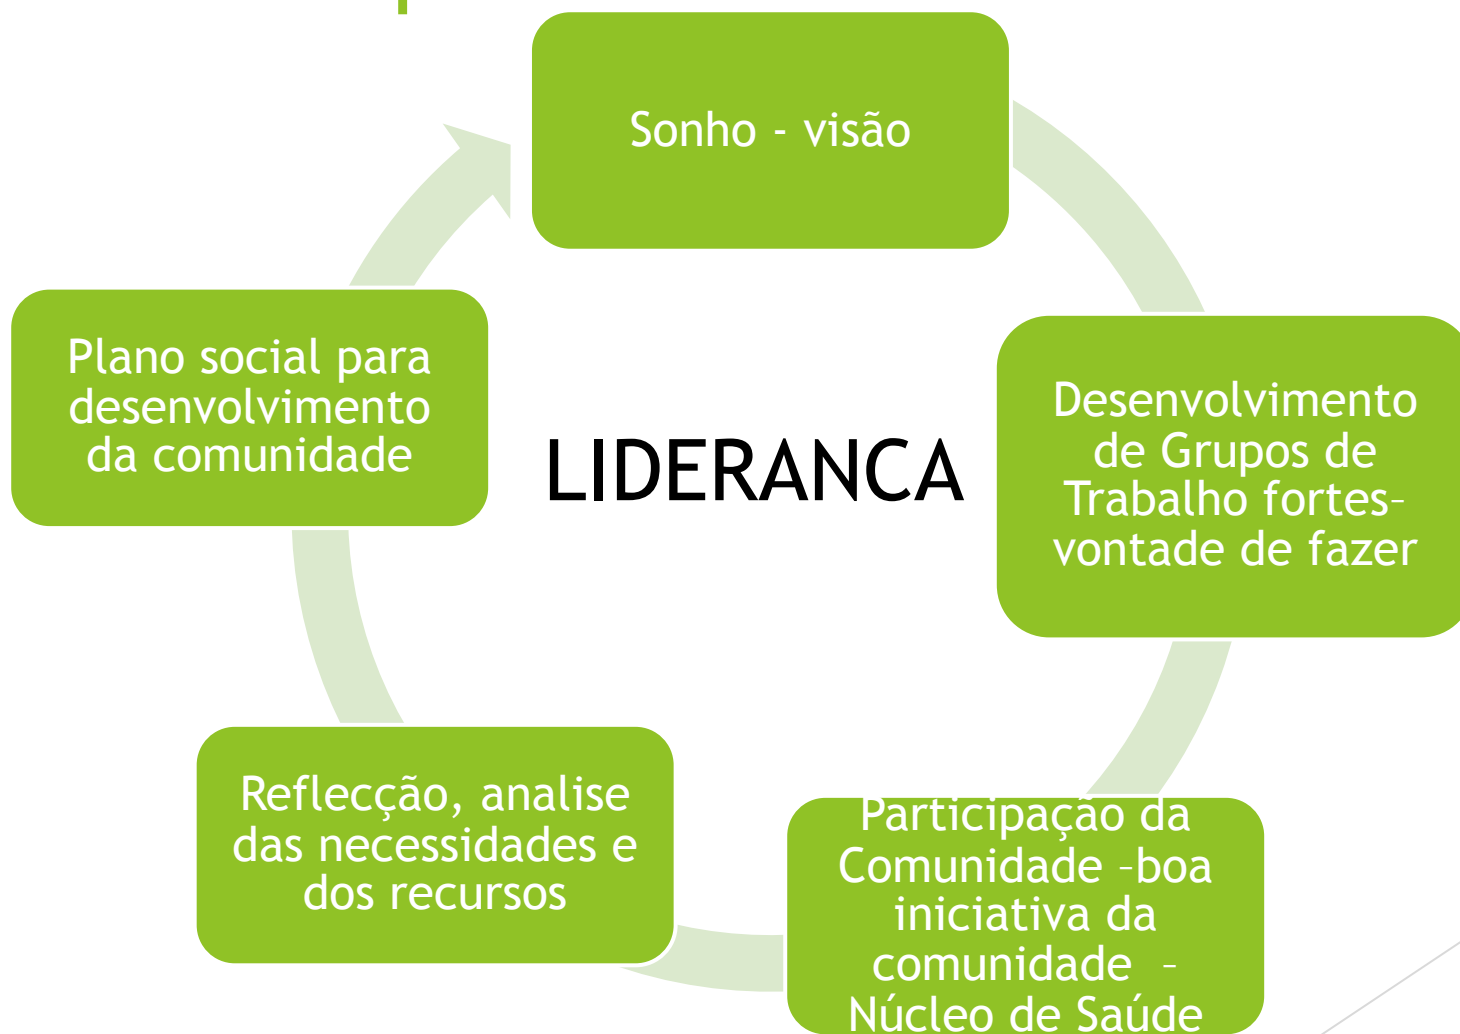 Sonho - visão
Desenvolvimento
de Grupos de
Trabalho fortes–
vontade de fazer
Participação da
Comunidade –boa
iniciativa da
comunidade –
Núcleo de Saúde
Reflecção, analise
das necessidades e
dos recursos
Plano social para
desenvolvimento
da comunidade
LIDERANCA